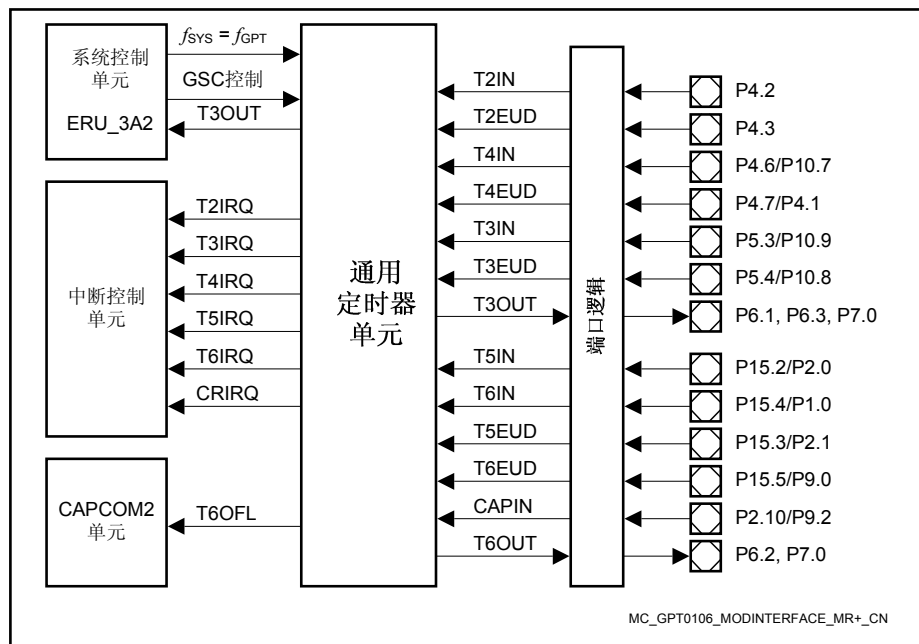 系统控制
单元
ERU_3A2
fSYS = fGPT
GSC控制
T3OUT
中断控制
单元
T2IRQ
T3IRQ
T4IRQ
T5IRQ
T6IRQ
CRIRQ
CAPCOM2
单元
T6OFL
通用
定时器
单元
T2IN
T2EUD
T4IN
T4EUD
T3IN
T3EUD
T3OUT
T5IN
T6IN
T5EUD
T6EUD
CAPIN
T6OUT
端口逻辑
P4.2
P4.3
P4.6/P10.7
P4.7/P4.1
P5.3/P10.9
P5.4/P10.8
P6.1, P6.3, P7.0
P15.2/P2.0
P15.4/P1.0
P15.3/P2.1
P15.5/P9.0
P2.10/P9.2
P6.2, P7.0
MC_GPT0106_MODINTERFACE_MR+_CN